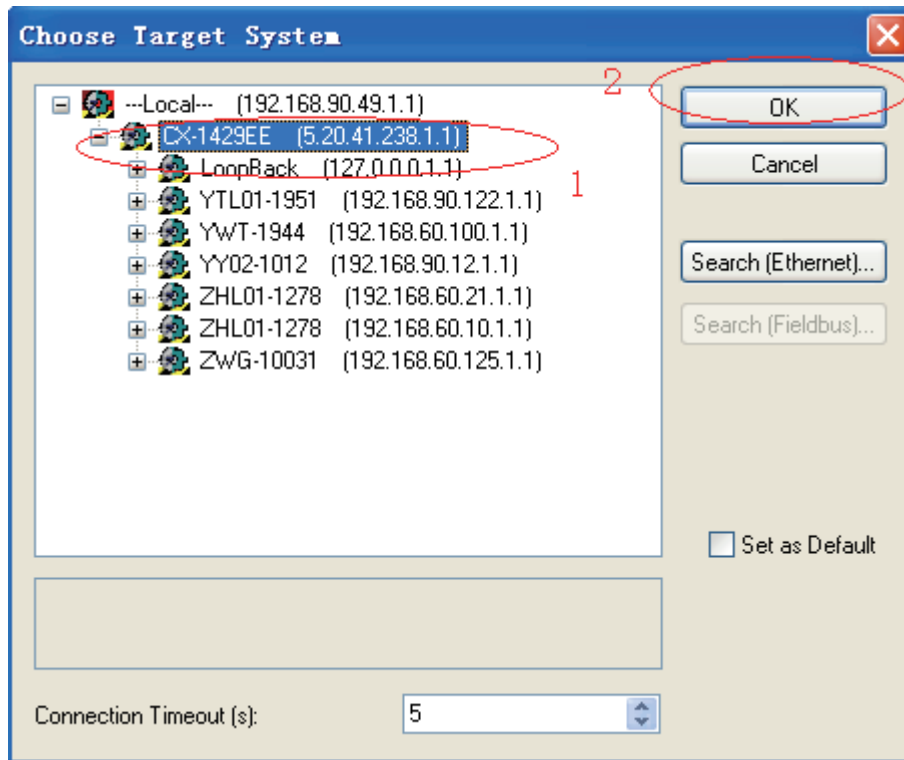 Choose Target System
---Local--- (192.168.90.49.1.1)
2
OK
CX-1429EE (5.20.41.238.1.1)
Cancel
LoopBack (127.0.0.0.1.1)
1
YTL01-1951 (192.168.90.122.1.1)
YWT-1944 (192.168.60.100.1.1)
YY02-1012 (192.168.90.12.1.1)
Search (Ethernet)...
ZHL01-1278 (192.168.60.21.1.1)
ZHL01-1278 (192.168.60.10.1.1)
Search (Fieldbus)...
ZWG-10031 (192.168.60.125.1.1)
Set as Default
Connection Timeout (s):
5